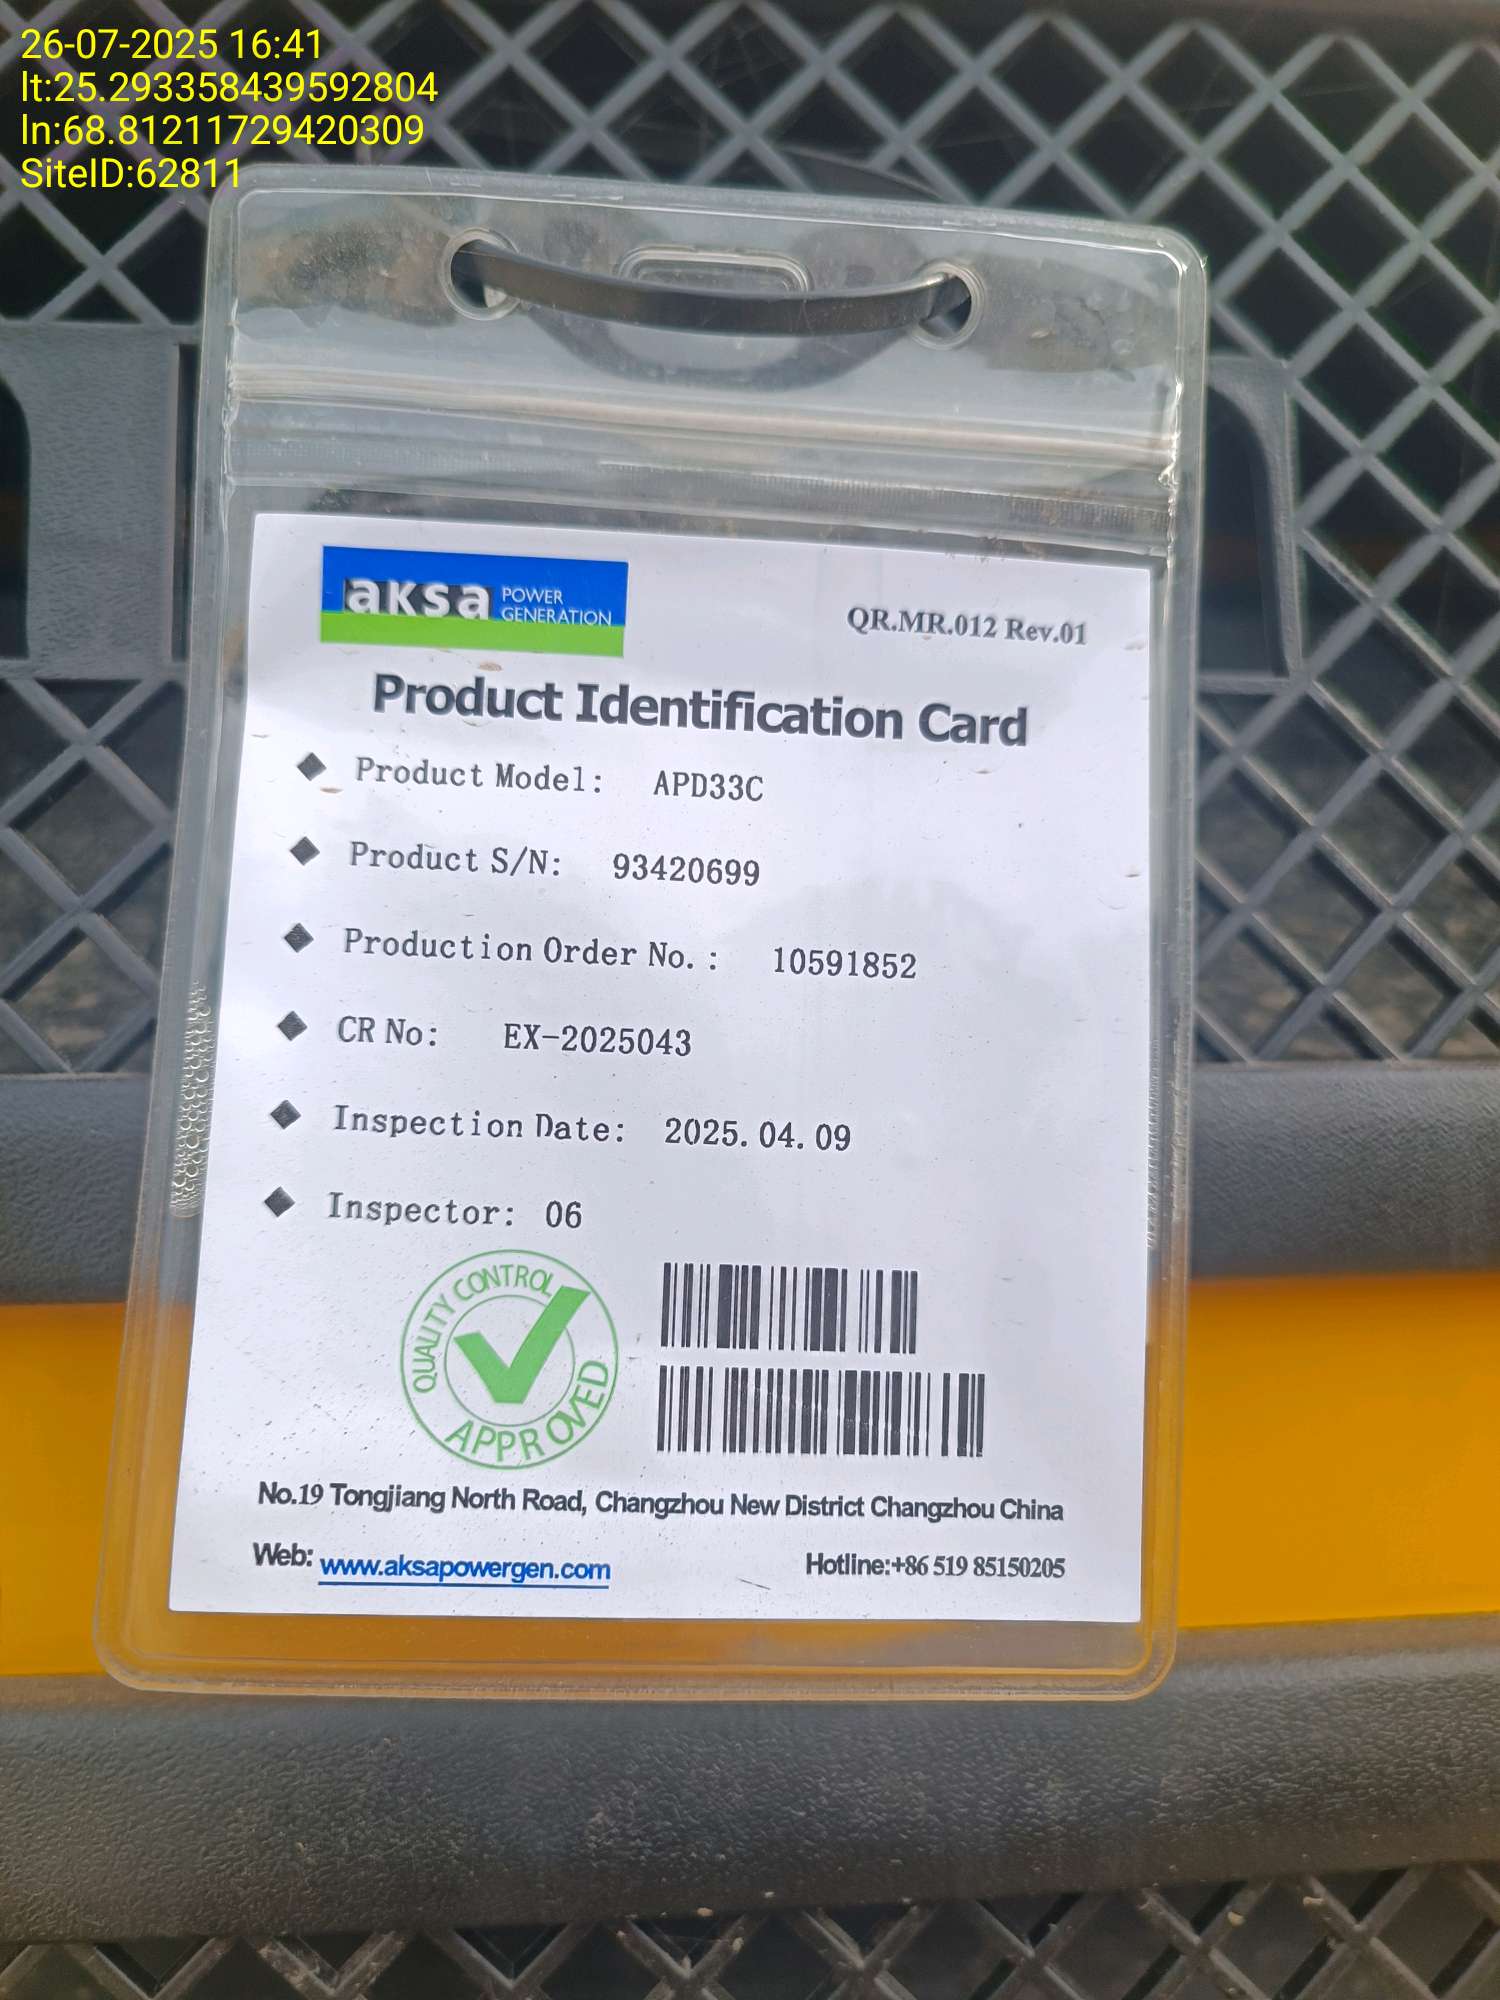 26-07-2025 16:41
lt:25.293358439592804
ln:68.81211729420309
SiteID:62811
aksa POWER GENERATION
QR.MR.012 Rev.01
Product Identification Card
◆ Product Model: APD33C
◆ Product S/N: 93420699
◆ Production Order No.: 10591852
◆ CR No: EX-2025043
◆ Inspection Date: 2025.04.09
◆ Inspector: 06
QUALITY CONTROL
APPROVED
No.19 Tongjiang North Road, Changzhou New District Changzhou China
Web: www.aksapowergen.com Hotline:+86 519 85150205